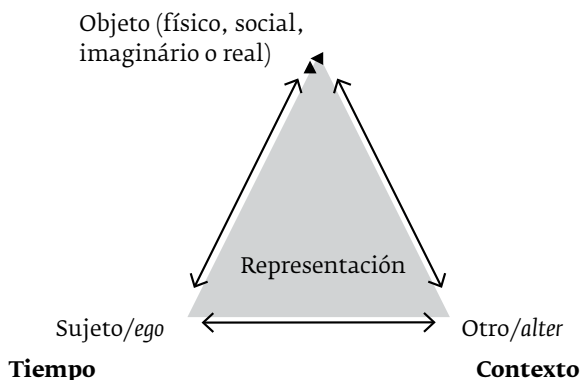 Objeto (físico, social,
imaginário o real)
Representación
Sujeto/ego
Otro/alter
Tiempo
Contexto